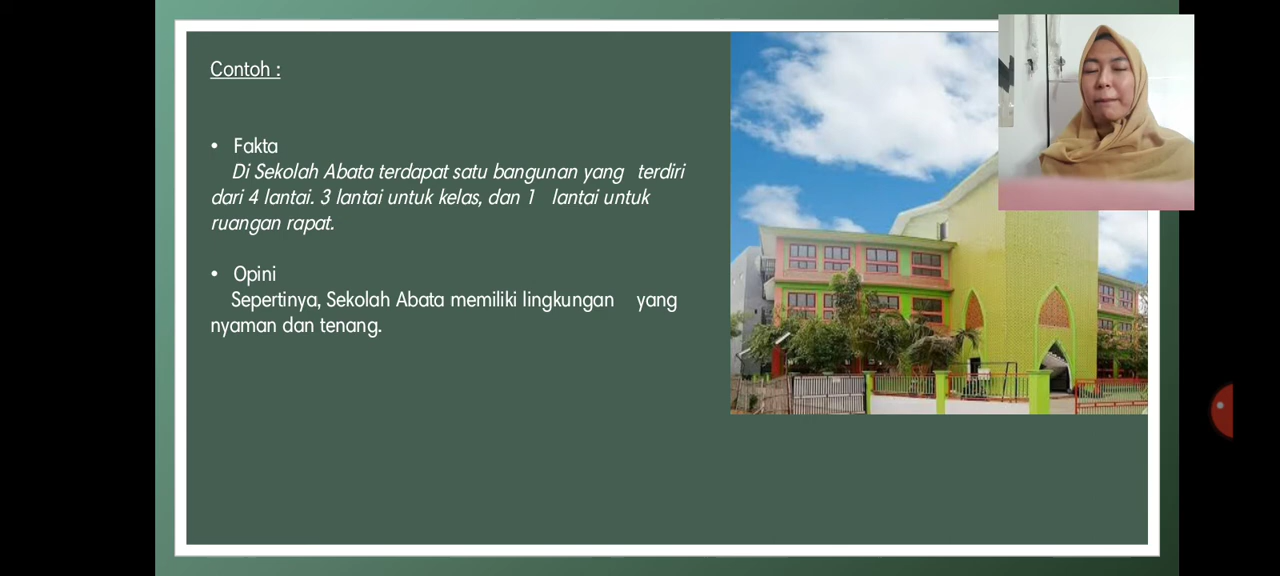 Contoh :
• Fakta
Di Sekolah Abata terdapat satu bangunan yang terdiri
dari 4 lantai. 3 lantai untuk kelas, dan 1 lantai untuk
ruangan rapat.
• Opini
Sepertinya, Sekolah Abata memiliki lingkungan yang
nyaman dan tenang.